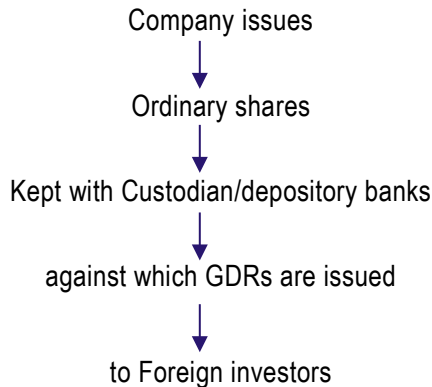 Company issues
Ordinary shares
Kept with Custodian/depository banks
against which GDRs are issued
to Foreign investors